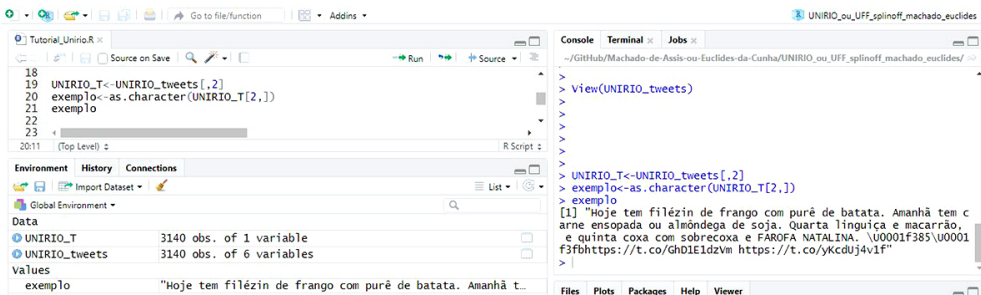 Go to file/function
Addins
UNIRIO_ou_UFF_splinoff_machado_euclides
Tutorial_Unirio.R
Source on Save
Run
Source
18
19 UNIRIO_T<-UNIRIO_tweets[,2]
20 exemplo<-as.character(UNIRIO_T[2,])
21 exemplo
22
23
20:11 (Top Level) R Script
Environment History Connections
Import Dataset List
Global Environment
Data
UNIRIO_T 3140 obs. of 1 variable
UNIRIO_tweets 3140 obs. of 6 variables
Values
exemplo "Hoje tem filézin de frango com purê de batata. Amanhã t…
Console Terminal Jobs
~/GitHub/Machado-de-Assis-ou-Euclides-da-Cunha/UNIRIO_ou_UFF_splinoff_machado_euclides/
>
> View(UNIRIO_tweets)
>
>
>
>
>
> UNIRIO_T<-UNIRIO_tweets[,2]
> exemplo<-as.character(UNIRIO_T[2,])
> exemplo
[1] "Hoje tem filézin de frango com purê de batata. Amanhã tem c
arne ensopada ou almôndega de soja. Quarta linguiça e macarrão,
e quinta coxa com sobrecoxa e FAROFA NATALINA. \U0001f385\U0001
f3fbhttps://t.co/GhD1E1dzVm https://t.co/yKcdUj4v1f"
>
Files Plots Packages Help Viewer